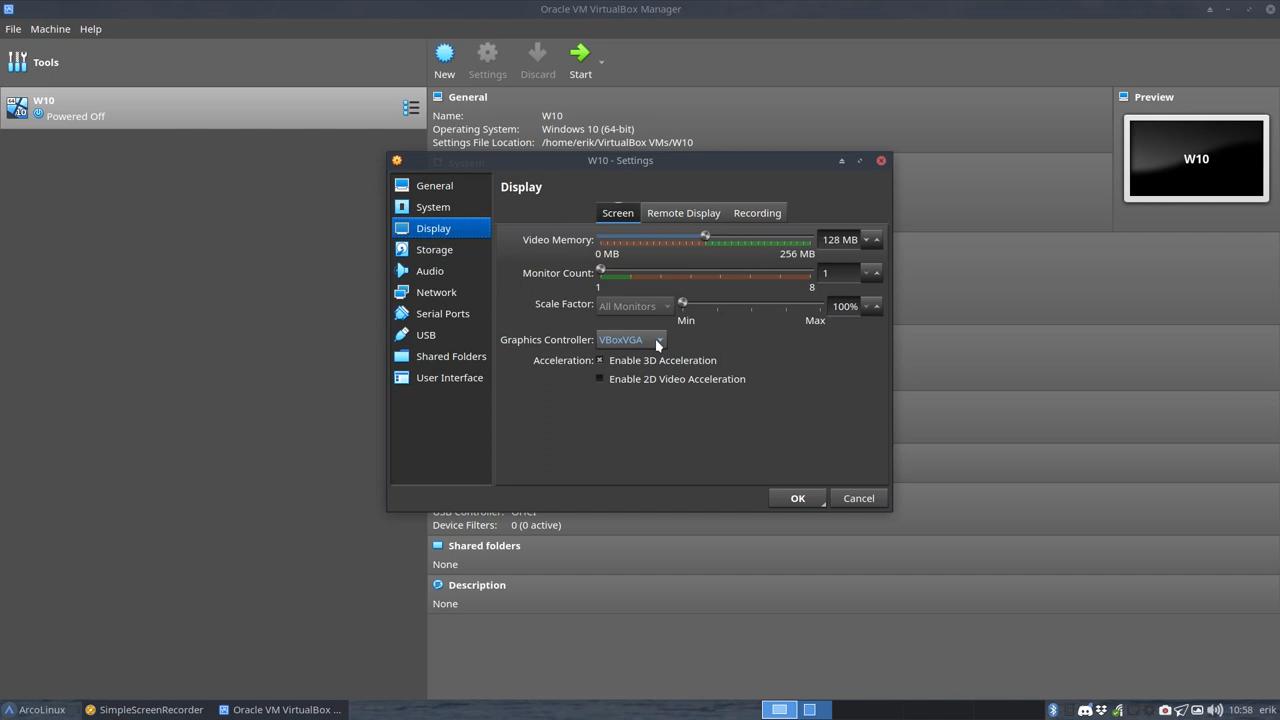 Oracle VM VirtualBox Manager
File Machine Help
Tools
New Settings Discard Start
W10
Powered Off
General
Name: W10
Operating System: Windows 10 (64-bit)
Settings File Location: /home/erik/VirtualBox VMs/W10
Preview
W10
W10 - Settings
General
System
Display
Storage
Audio
Network
Serial Ports
USB
Shared Folders
User Interface
Display
Screen Remote Display Recording
Video Memory: 128 MB
0 MB 256 MB
Monitor Count: 1
1 8
Scale Factor: All Monitors 100%
Min Max
Graphics Controller: VBoxVGA
Acceleration: Enable 3D Acceleration
Enable 2D Video Acceleration
OK Cancel
Device Filters: 0 (0 active)
Shared folders
None
Description
None
ArcoLinux SimpleScreenRecorder Oracle VM VirtualBox ... 10:58 erik